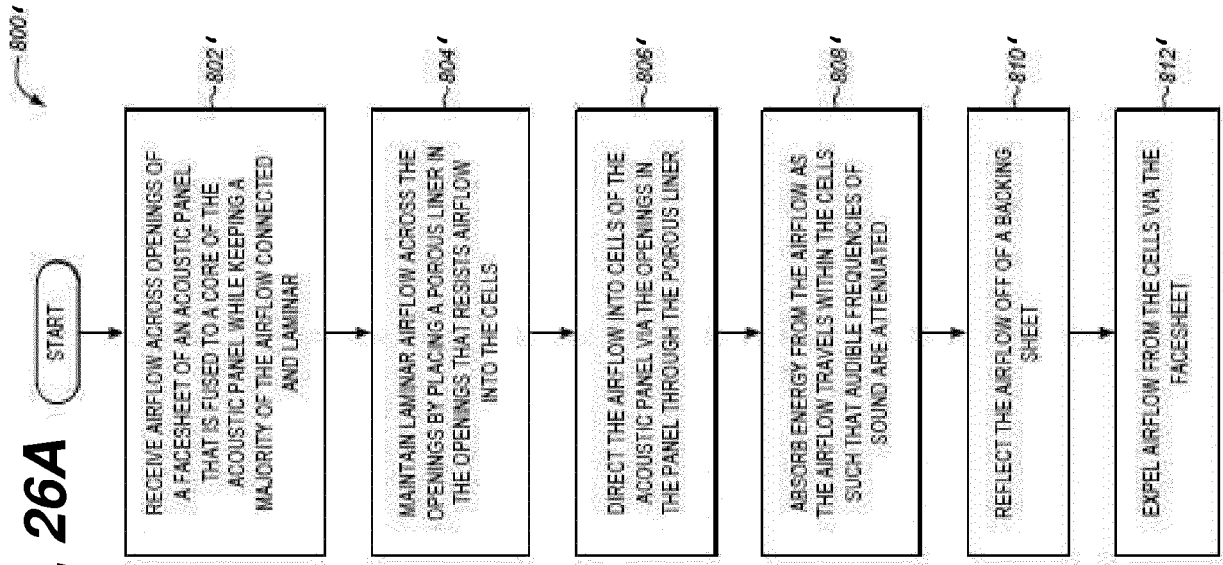 26A
800'
START
RECEIVE AIRFLOW ACROSS OPENINGS OF
A FACESHEET OF AN ACOUSTIC PANEL
THAT IS FUSED TO A CORE OF THE
ACOUSTIC PANEL WHILE KEEPING A
MAJORITY OF THE AIRFLOW CONNECTED
AND LAMINAR
802'
MAINTAIN LAMINAR AIRFLOW ACROSS THE
OPENINGS BY PLACING A POROUS LINER IN
THE OPENINGS THAT RESISTS AIRFLOW
INTO THE CELLS
804'
DIRECT THE AIRFLOW INTO CELLS OF THE
ACOUSTIC PANEL VIA THE OPENINGS IN
THE PANEL THROUGH THE POROUS LINER
806'
ABSORB ENERGY FROM THE AIRFLOW AS
THE AIRFLOW TRAVELS WITHIN THE CELLS
SUCH THAT AUDIBLE FREQUENCIES OF
SOUND ARE ATTENUATED
808'
REFLECT THE AIRFLOW OFF OF A BACKING
SHEET
810'
EXPEL AIRFLOW FROM THE CELLS VIA THE
FACESHEET
812'